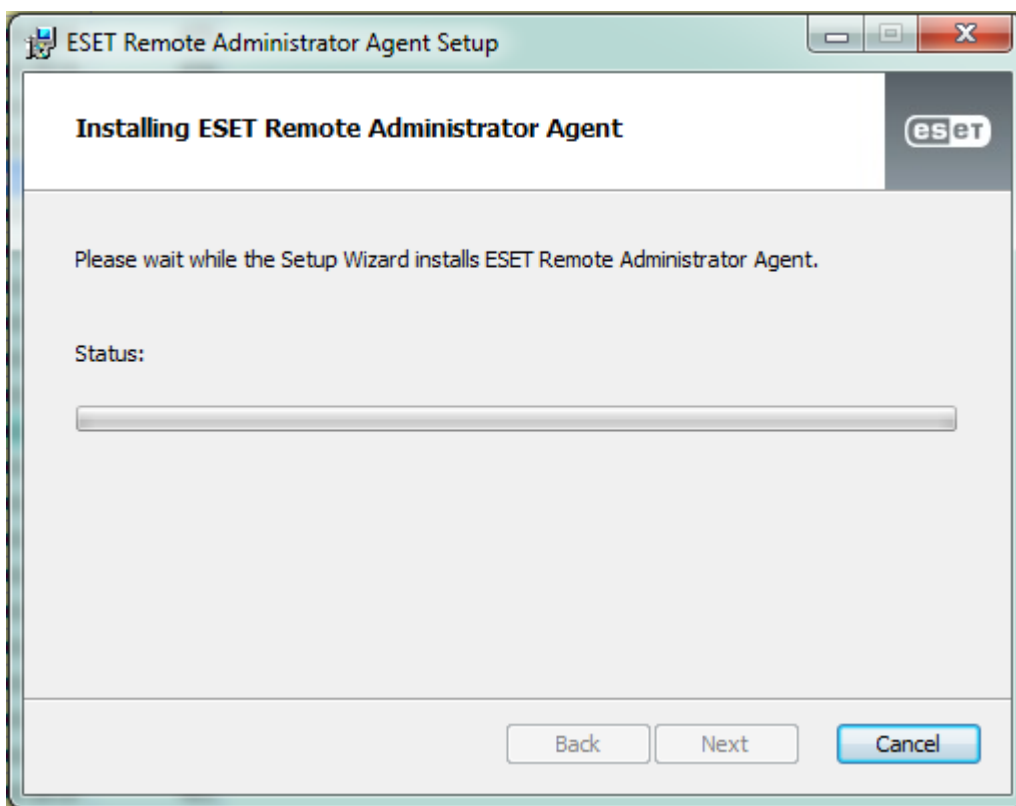 ESET Remote Administrator Agent Setup
Installing ESET Remote Administrator Agent
eset
Please wait while the Setup Wizard installs ESET Remote Administrator Agent.
Status:
Back Next Cancel